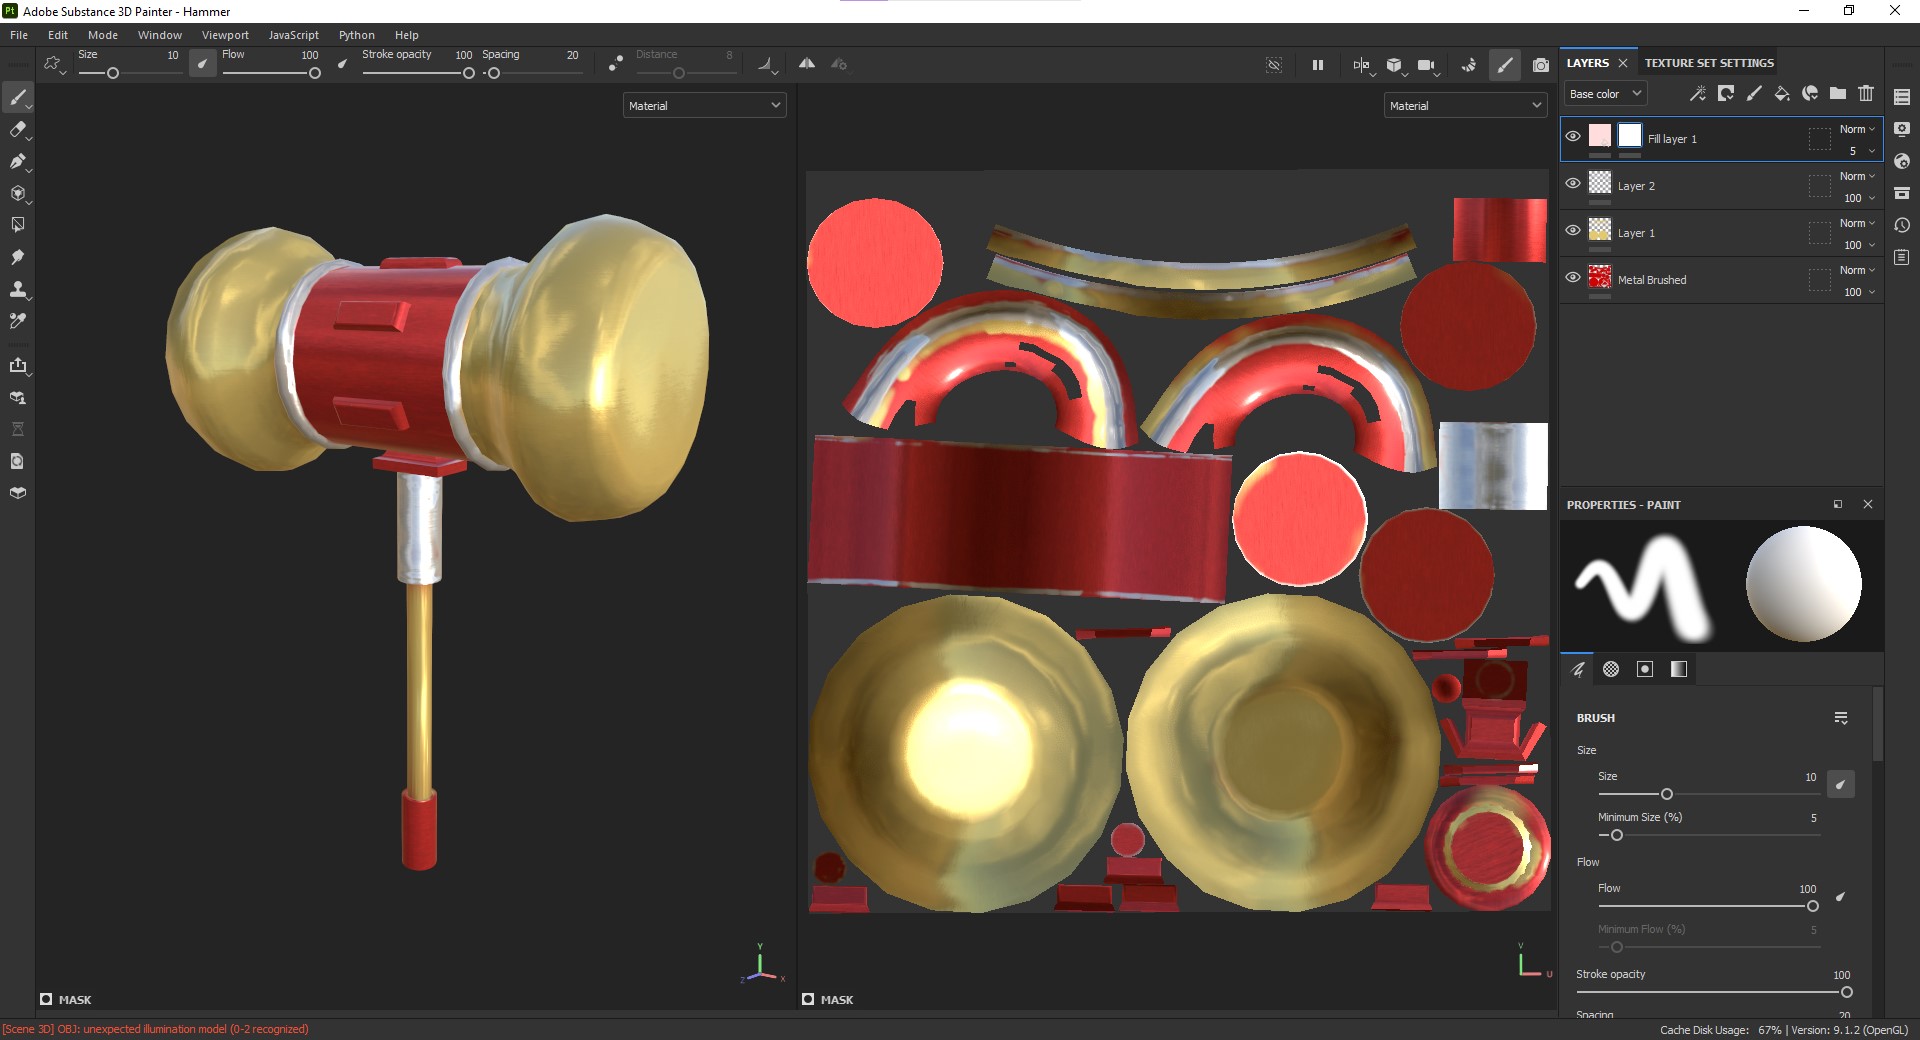 Pt Adobe Substance 3D Painter - Hammer
File Edit Mode Window Viewport JavaScript Python Help
Size 10 Flow 100 Stroke opacity 100 Spacing 20 Distance 8
LAYERS TEXTURE SET SETTINGS
Base color
Material
Material
Fill layer 1 Norm 5
Layer 2 Norm 100
Layer 1 Norm 100
Metal Brushed Norm 100
PROPERTIES - PAINT
BRUSH
Size
Size 10
Minimum Size (%) 5
Flow
Flow 100
Minimum Flow (%) 5
Stroke opacity 100
Spacing 20
Y
Z X
V
U
MASK
MASK
[Scene 3D] OBJ: unexpected illumination model (0-2 recognized)
Cache Disk Usage: 67% | Version: 9.1.2 (OpenGL)